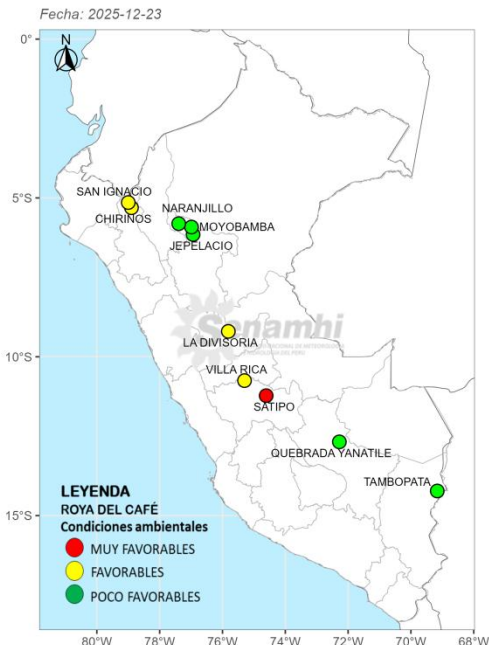 Fecha: 2025-12-23
N
0°
SAN IGNACIO
NARANJILLO
5°S
CHIRINOS
MOYOBAMBA
JEPELACIO
Senamhi
LA DIVISORIA
10°S
VILLA RICA
SATIPO
QUEBRADA YANATILE
TAMBOPATA
LEYENDA
ROYA DEL CAFÉ
Condiciones ambientales
15°S
MUY FAVORABLES
FAVORABLES
POCO FAVORABLES
80°W 78°W 76°W 74°W 72°W 70°W 68°W